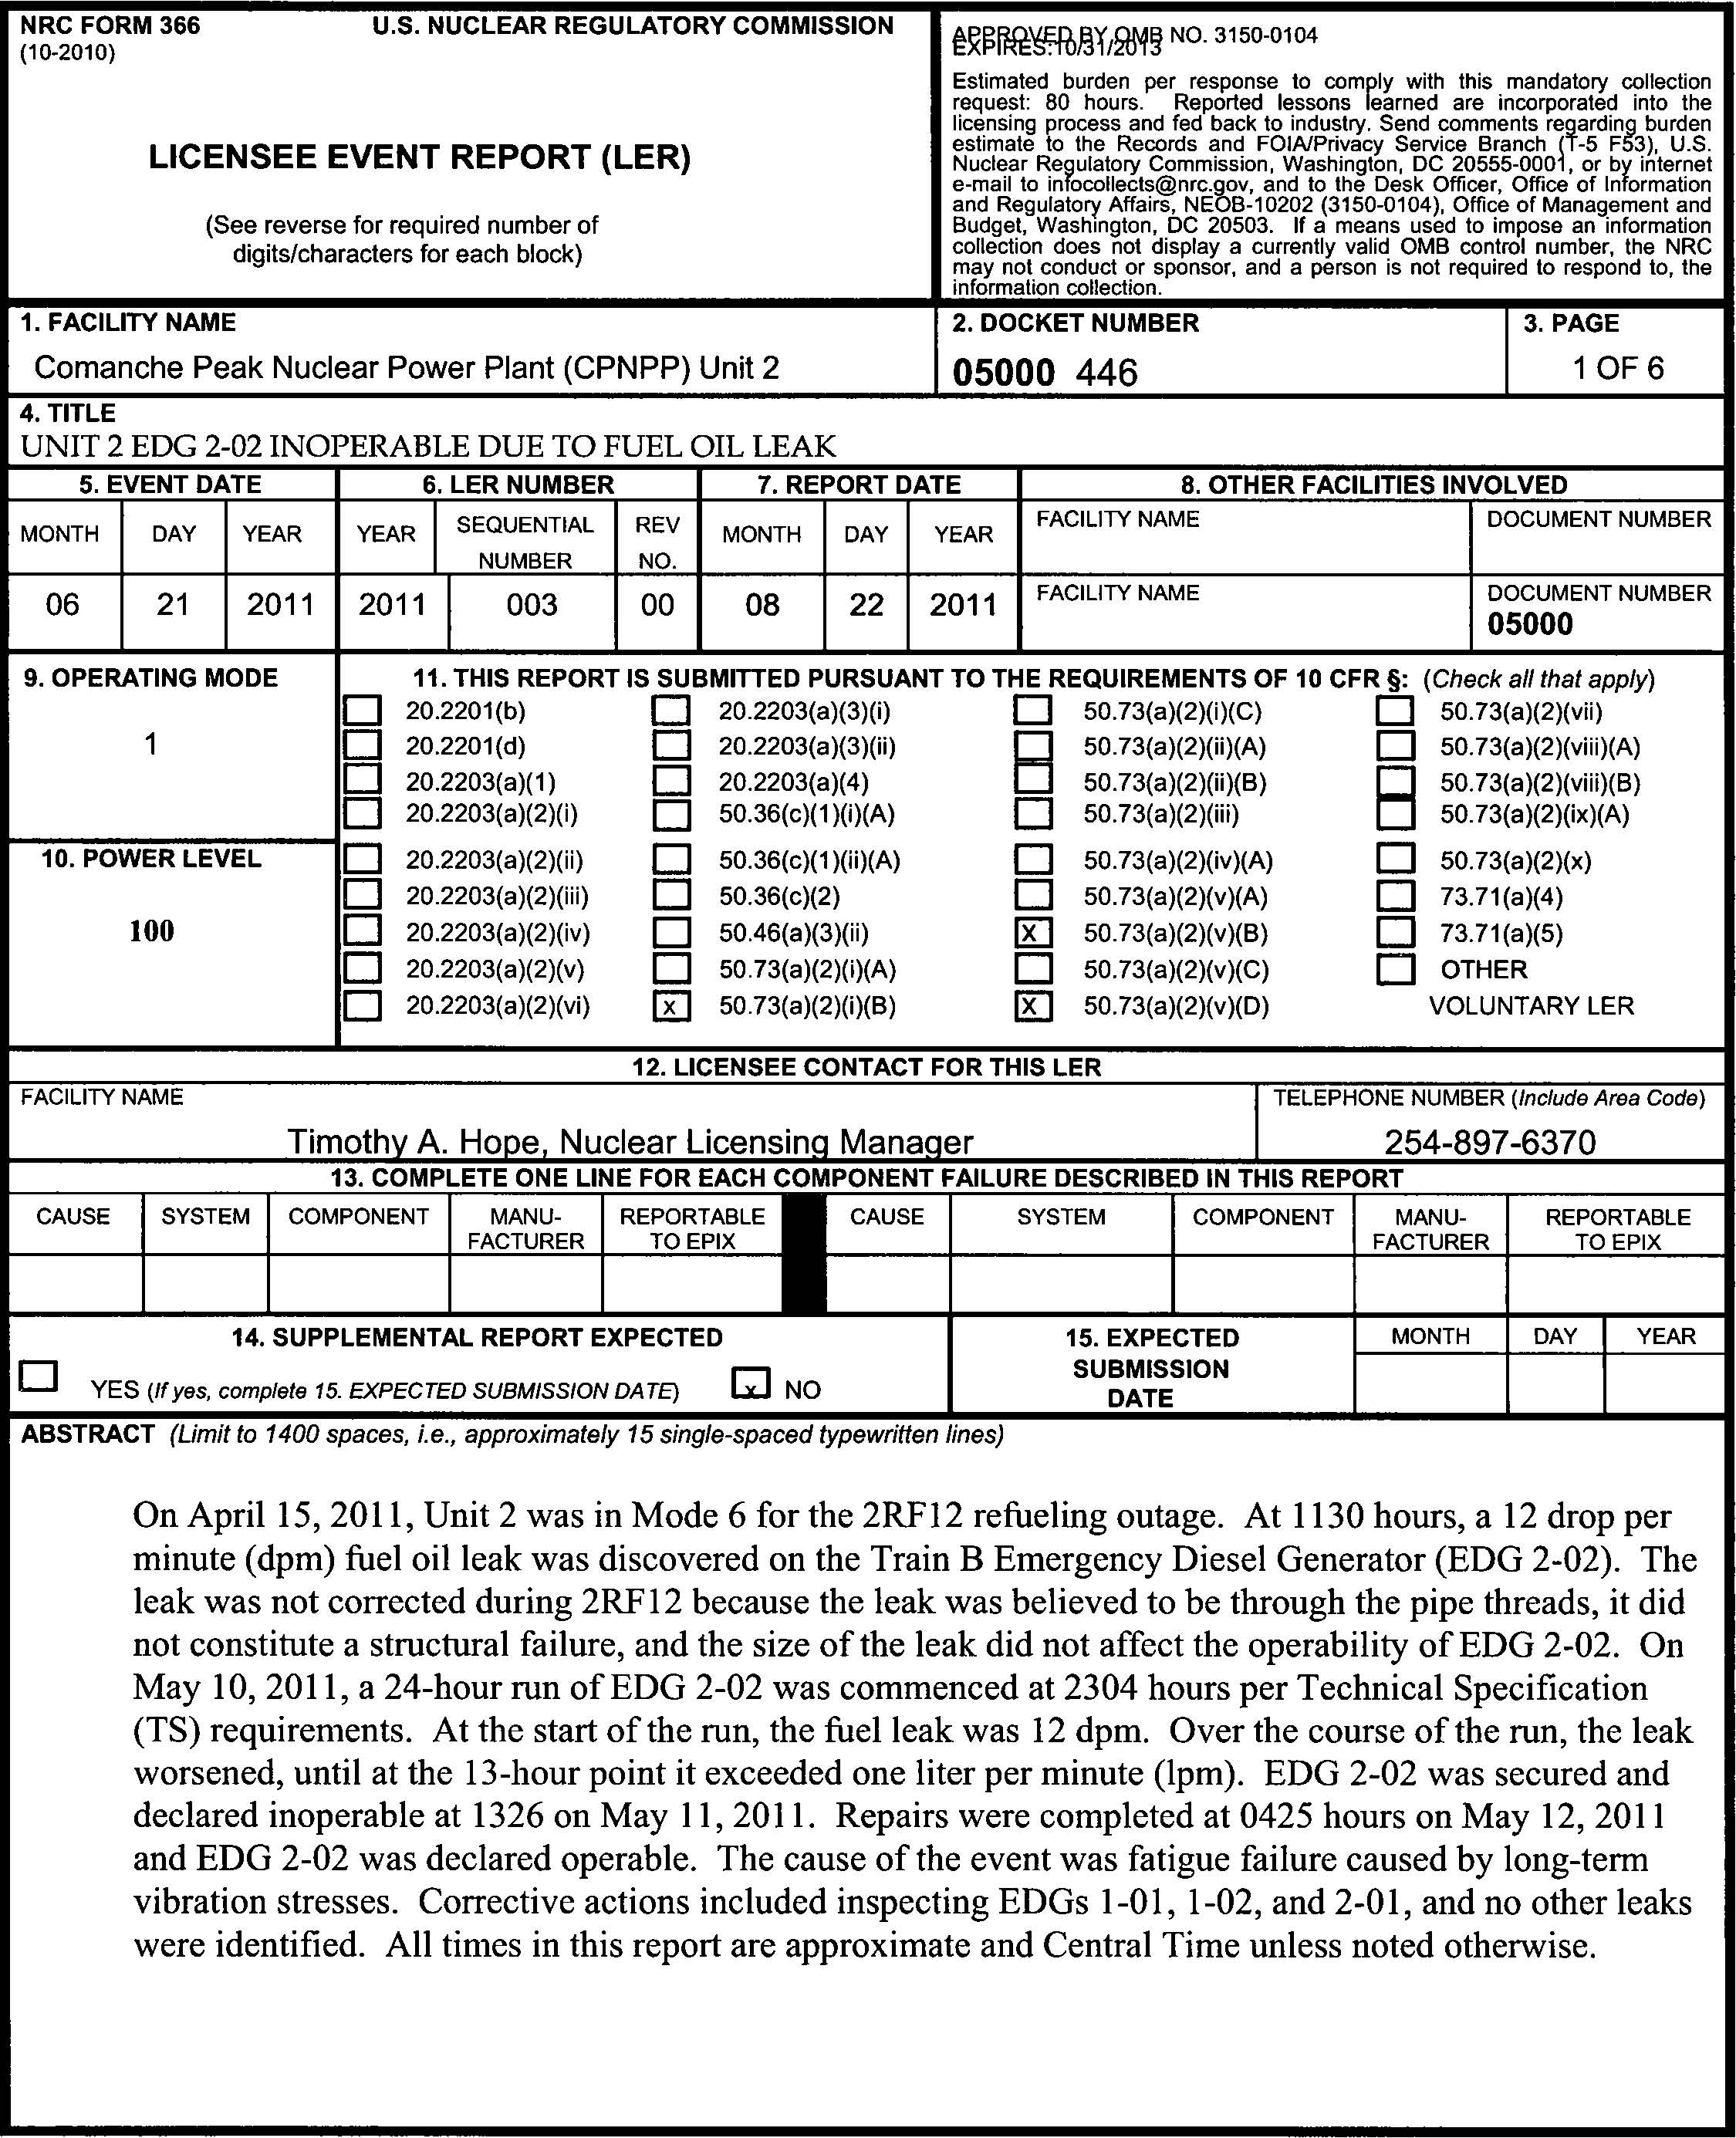 NRC FORM 366 U.S. NUCLEAR REGULATORY COMMISSION
(10-2010)
LICENSEE EVENT REPORT (LER)
(See reverse for required number of
digits/characters for each block)
APPROVED BY OMB NO. 3150-0104
EXPIRES: 10/31/2013
Estimated burden per response to comply with this mandatory collection
request: 80 hours. Reported lessons learned are incorporated into the
licensing process and fed back to industry. Send comments regarding burden
estimate to the Records and FOIA/Privacy Service Branch (T-5 F53), U.S.
Nuclear Regulatory Commission, Washington, DC 20555-0001, or by internet
e-mail to infocollects@nrc.gov, and to the Desk Officer, Office of Information
and Regulatory Affairs, NEOB-10202 (3150-0104), Office of Management and
Budget, Washington, DC 20503. If a means used to impose an information
collection does not display a currently valid OMB control number, the NRC
may not conduct or sponsor, and a person is not required to respond to, the
information collection.
1. FACILITY NAME 2. DOCKET NUMBER 3. PAGE
Comanche Peak Nuclear Power Plant (CPNPP) Unit 2 05000 446 1 OF 6
4. TITLE
UNIT 2 EDG 2-02 INOPERABLE DUE TO FUEL OIL LEAK
5. EVENT DATE 6. LER NUMBER 7. REPORT DATE 8. OTHER FACILITIES INVOLVED
MONTH DAY YEAR YEAR SEQUENTIAL NUMBER REV NO. MONTH DAY YEAR FACILITY NAME DOCUMENT NUMBER
06 21 2011 2011 003 00 08 22 2011 FACILITY NAME DOCUMENT NUMBER
05000
9. OPERATING MODE 11. THIS REPORT IS SUBMITTED PURSUANT TO THE REQUIREMENTS OF 10 CFR §: (Check all that apply)
1
20.2201(b) 20.2203(a)(3)(i) 50.73(a)(2)(i)(C) 50.73(a)(2)(vii)
20.2201(d) 20.2203(a)(3)(ii) 50.73(a)(2)(ii)(A) 50.73(a)(2)(viii)(A)
20.2203(a)(1) 20.2203(a)(4) 50.73(a)(2)(ii)(B) 50.73(a)(2)(viii)(B)
20.2203(a)(2)(i) 50.36(c)(1)(i)(A) 50.73(a)(2)(iii) 50.73(a)(2)(ix)(A)
10. POWER LEVEL
100
20.2203(a)(2)(ii) 50.36(c)(1)(ii)(A) 50.73(a)(2)(iv)(A) 50.73(a)(2)(x)
20.2203(a)(2)(iii) 50.36(c)(2) 50.73(a)(2)(v)(A) 73.71(a)(4)
20.2203(a)(2)(iv) 50.46(a)(3)(ii) X 50.73(a)(2)(v)(B) 73.71(a)(5)
20.2203(a)(2)(v) 50.73(a)(2)(i)(A) 50.73(a)(2)(v)(C) OTHER
20.2203(a)(2)(vi) X 50.73(a)(2)(i)(B) X 50.73(a)(2)(v)(D) VOLUNTARY LER
12. LICENSEE CONTACT FOR THIS LER
FACILITY NAME TELEPHONE NUMBER (Include Area Code)
Timothy A. Hope, Nuclear Licensing Manager 254-897-6370
13. COMPLETE ONE LINE FOR EACH COMPONENT FAILURE DESCRIBED IN THIS REPORT
CAUSE SYSTEM COMPONENT MANU- FACTURER REPORTABLE TO EPIX CAUSE SYSTEM COMPONENT MANU- FACTURER REPORTABLE TO EPIX
14. SUPPLEMENTAL REPORT EXPECTED 15. EXPECTED SUBMISSION DATE MONTH DAY YEAR
YES (If yes, complete 15. EXPECTED SUBMISSION DATE) x NO
ABSTRACT (Limit to 1400 spaces, i.e., approximately 15 single-spaced typewritten lines)
On April 15, 2011, Unit 2 was in Mode 6 for the 2RF12 refueling outage. At 1130 hours, a 12 drop per
minute (dpm) fuel oil leak was discovered on the Train B Emergency Diesel Generator (EDG 2-02). The
leak was not corrected during 2RF12 because the leak was believed to be through the pipe threads, it did
not constitute a structural failure, and the size of the leak did not affect the operability of EDG 2-02. On
May 10, 2011, a 24-hour run of EDG 2-02 was commenced at 2304 hours per Technical Specification
(TS) requirements. At the start of the run, the fuel leak was 12 dpm. Over the course of the run, the leak
worsened, until at the 13-hour point it exceeded one liter per minute (lpm). EDG 2-02 was secured and
declared inoperable at 1326 on May 11, 2011. Repairs were completed at 0425 hours on May 12, 2011
and EDG 2-02 was declared operable. The cause of the event was fatigue failure caused by long-term
vibration stresses. Corrective actions included inspecting EDGs 1-01, 1-02, and 2-01, and no other leaks
were identified. All times in this report are approximate and Central Time unless noted otherwise.